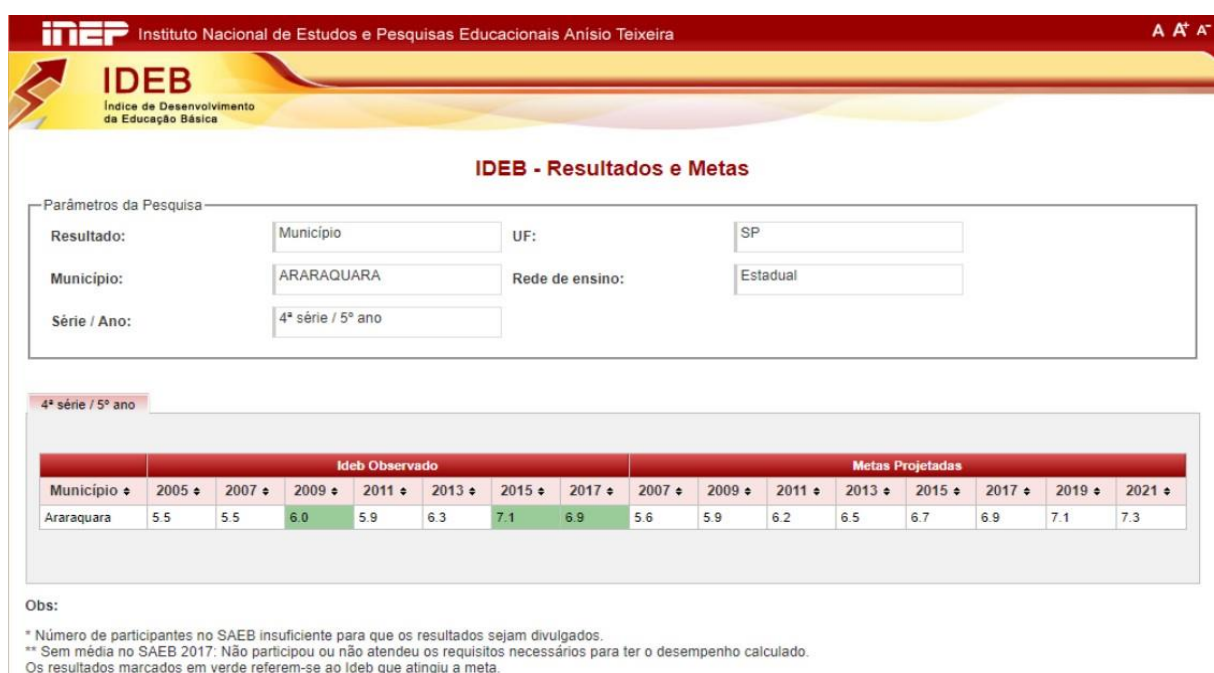 inep Instituto Nacional de Estudos e Pesquisas Educacionais Anísio Teixeira A A+ A-
IDEB
Índice de Desenvolvimento
da Educação Básica
IDEB - Resultados e Metas
Parâmetros da Pesquisa
Resultado: Município UF: SP
Município: ARARAQUARA Rede de ensino: Estadual
Série / Ano: 4ª série / 5º ano
4ª série / 5º ano
Ideb Observado Metas Projetadas
Município 2005 2007 2009 2011 2013 2015 2017 2007 2009 2011 2013 2015 2017 2019 2021
Araraquara 5.5 5.5 6.0 5.9 6.3 7.1 6.9 5.6 5.9 6.2 6.5 6.7 6.9 7.1 7.3
Obs:
* Número de participantes no SAEB insuficiente para que os resultados sejam divulgados.
** Sem média no SAEB 2017: Não participou ou não atendeu os requisitos necessários para ter o desempenho calculado.
Os resultados marcados em verde referem-se ao Ideb que atingiu a meta.